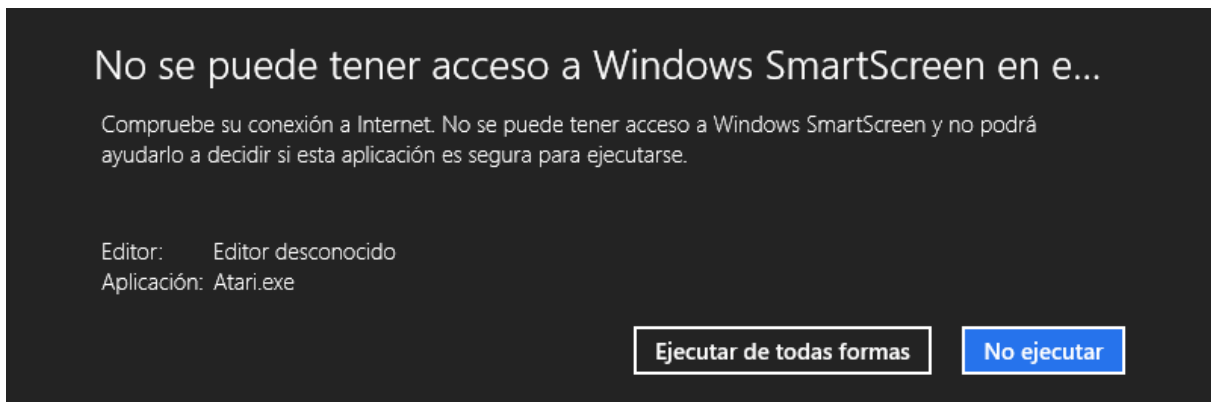 No se puede tener acceso a Windows SmartScreen en e...
Compruebe su conexión a Internet. No se puede tener acceso a Windows SmartScreen y no podrá
ayudarlo a decidir si esta aplicación es segura para ejecutarse.
Editor: Editor desconocido
Aplicación: Atari.exe
Ejecutar de todas formas No ejecutar